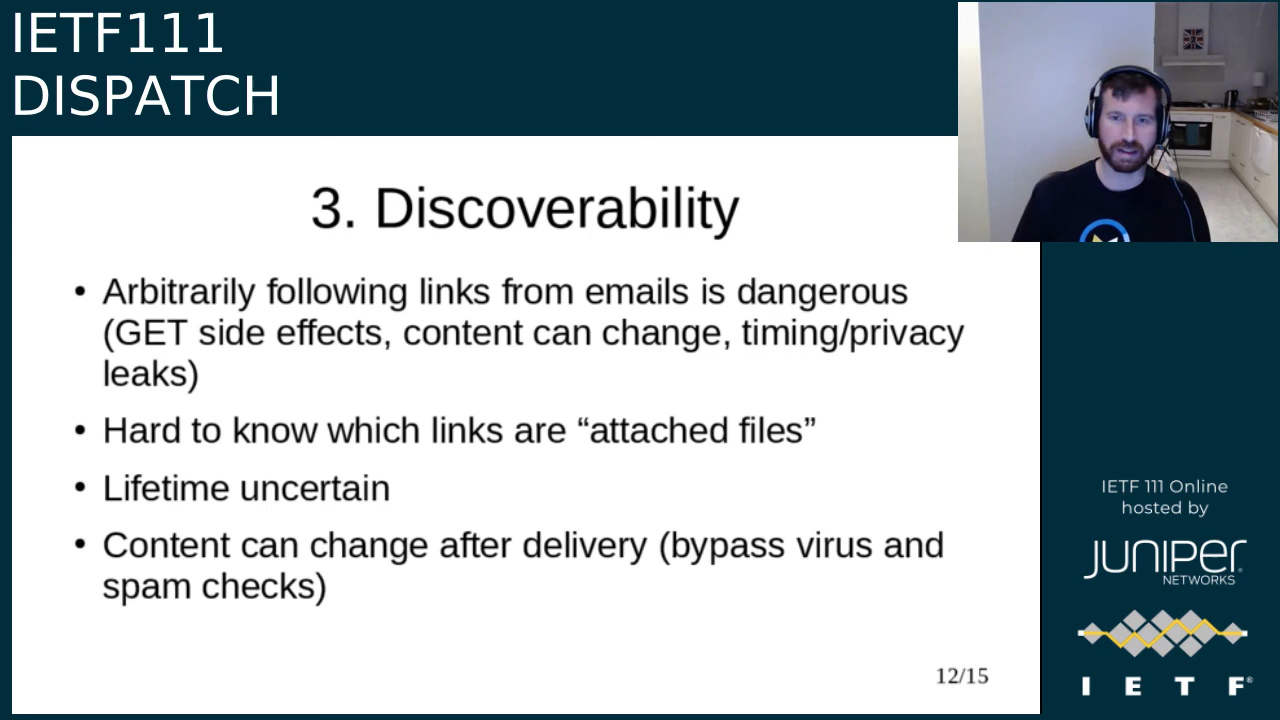 IETF111
DISPATCH
3. Discoverability
• Arbitrarily following links from emails is dangerous
(GET side effects, content can change, timing/privacy
leaks)
• Hard to know which links are “attached files”
• Lifetime uncertain
• Content can change after delivery (bypass virus and
spam checks)
12/15
IETF 111 Online
hosted by
JUNIPER
NETWORKS
I E T F®